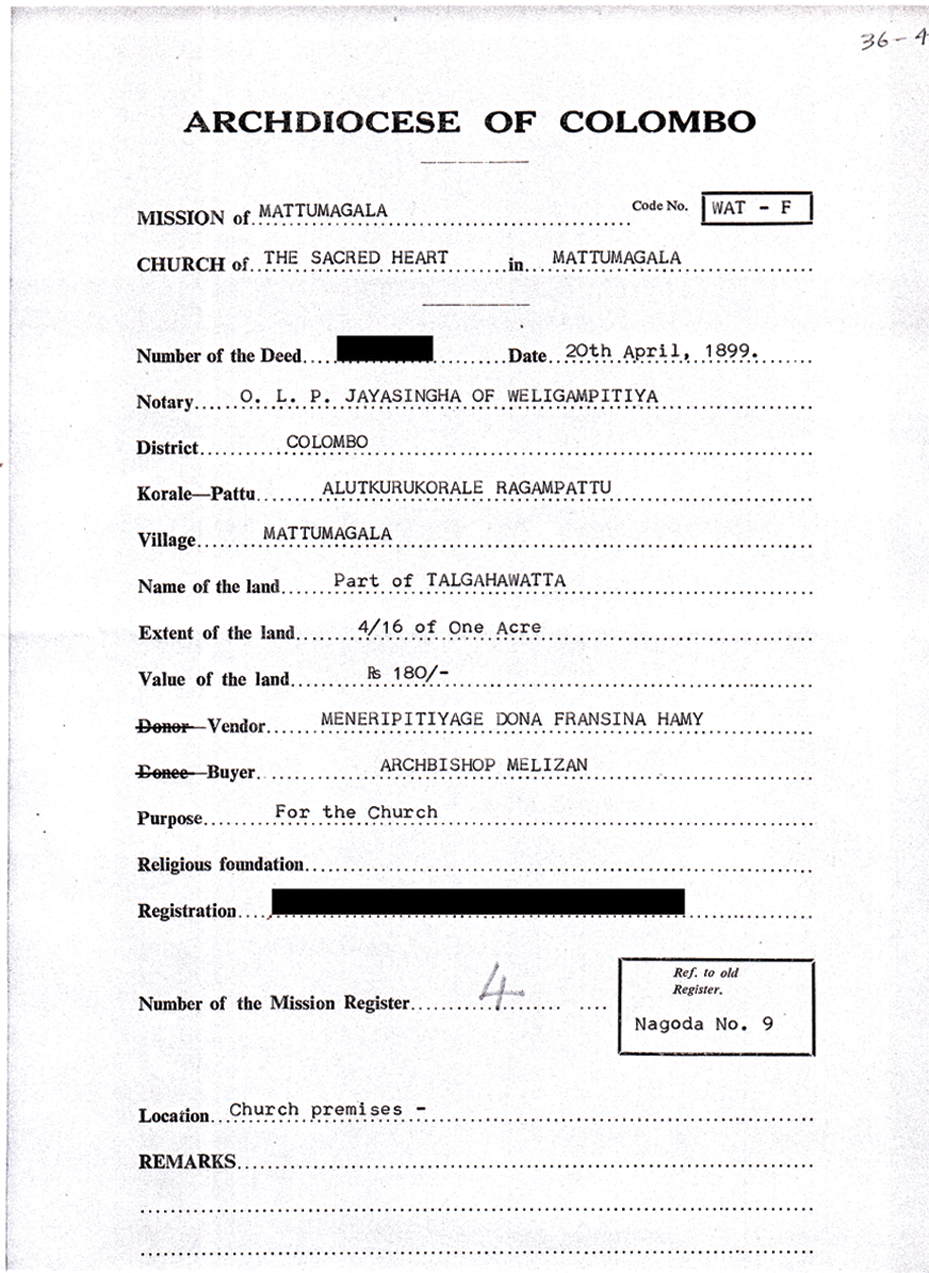 36-4
ARCHDIOCESE OF COLOMBO
MISSION of MATTUMAGALA Code No. WAT - F
CHURCH of THE SACRED HEART in MATTUMAGALA
Number of the Deed Date 20th April, 1899.
Notary O. L. P. JAYASINGHA OF WELIGAMPITIYA
District COLOMBO
Korale—Pattu ALUTKURUKORALE RAGAMPATTU
Village MATTUMAGALA
Name of the land Part of TALGAHAWATTA
Extent of the land 4/16 of One Acre
Value of the land ₨ 180/-
Donor—Vendor MENERIPITIYAGE DONA FRANSINA HAMY
Donee—Buyer ARCHBISHOP MELIZAN
Purpose For the Church
Religious foundation
Registration
Number of the Mission Register 4
Ref. to old
Register.
Nagoda No. 9
Location Church premises -
REMARKS